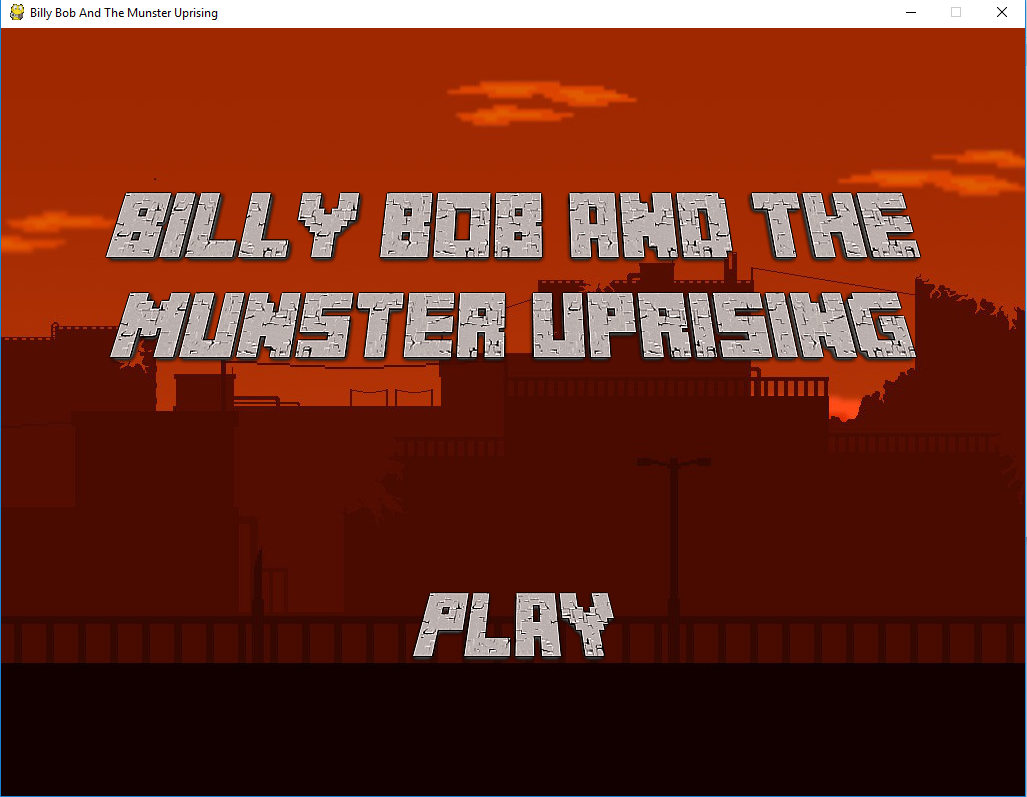 Billy Bob And The Munster Uprising
BILLY BOB AND THE
MUNSTER UPRISING
PLAY